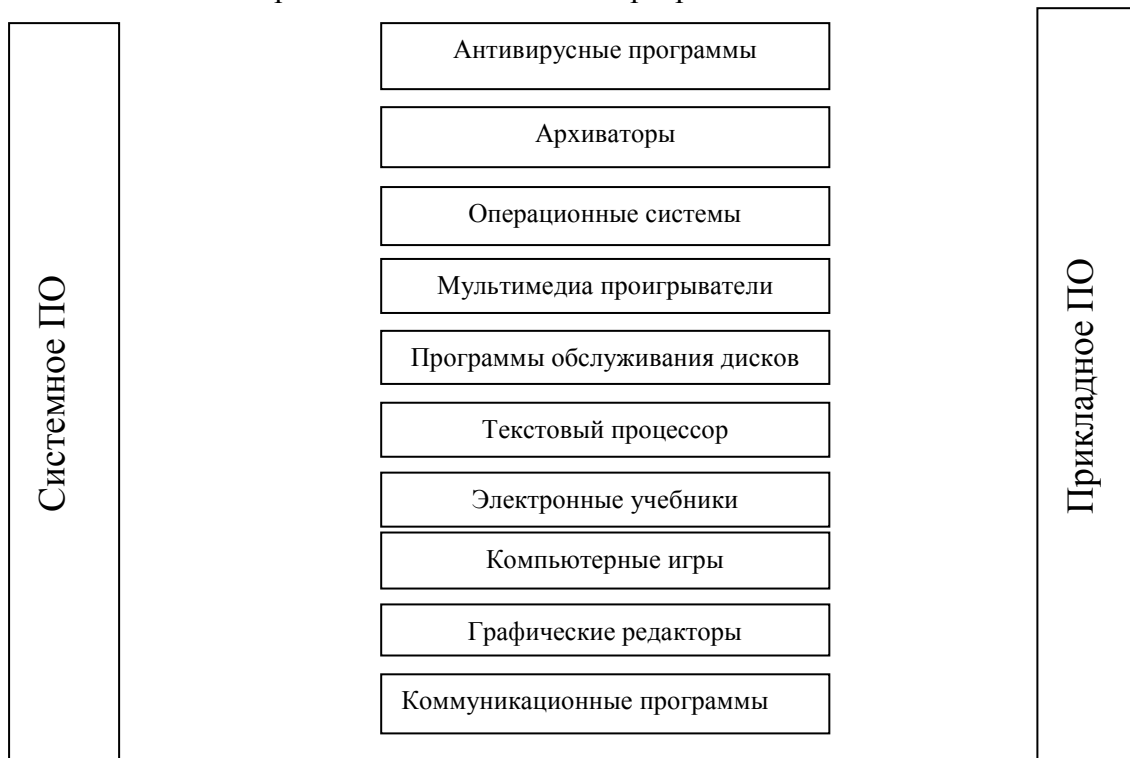 Системное ПО
Антивирусные программы
Архиваторы
Операционные системы
Мультимедиа проигрыватели
Программы обслуживания дисков
Текстовый процессор
Электронные учебники
Компьютерные игры
Графические редакторы
Коммуникационные программы
Прикладное ПО